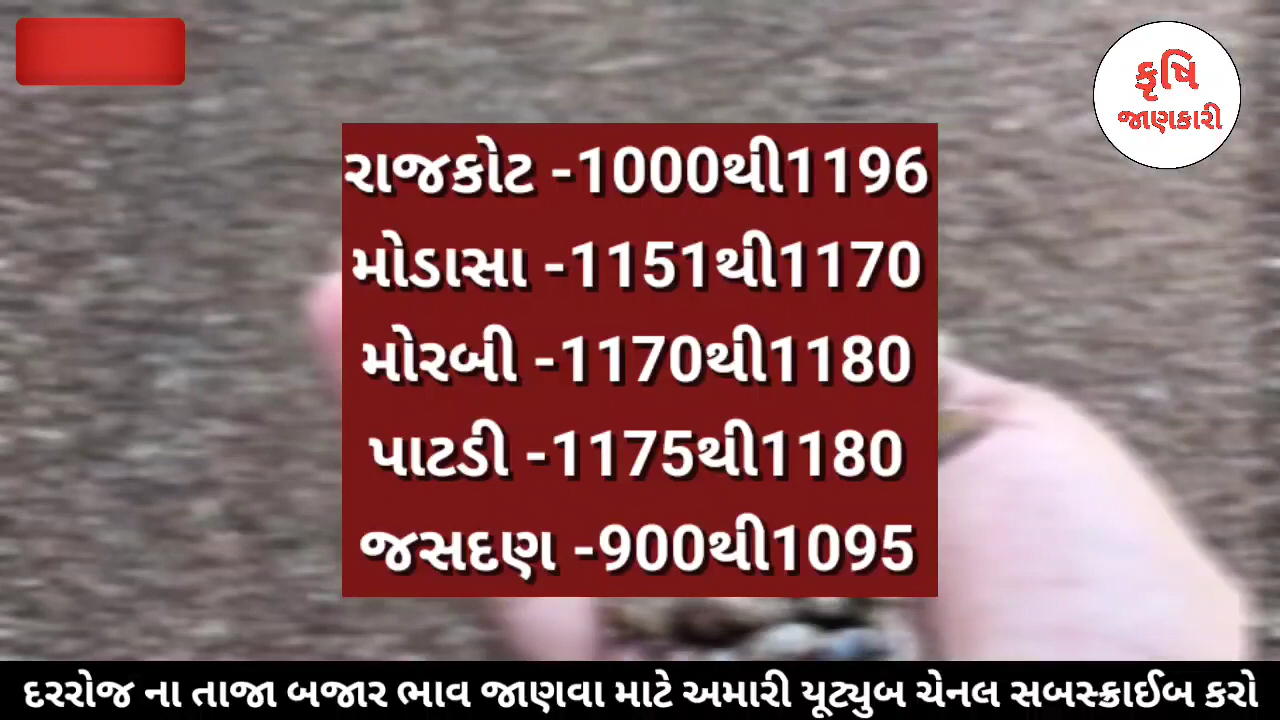 કૃષિ
જાણકારી
રાજકોટ -1000થી1196
મોડાસા -1151થી1170
મોરબી -1170થી1180
પાટડી -1175થી1180
જસદણ -900થી1095
દરરોજ ના તાજા બજાર ભાવ જાણવા માટે અમારી યૂટ્યુબ ચેનલ સબસ્ક્રાઈબ કરો